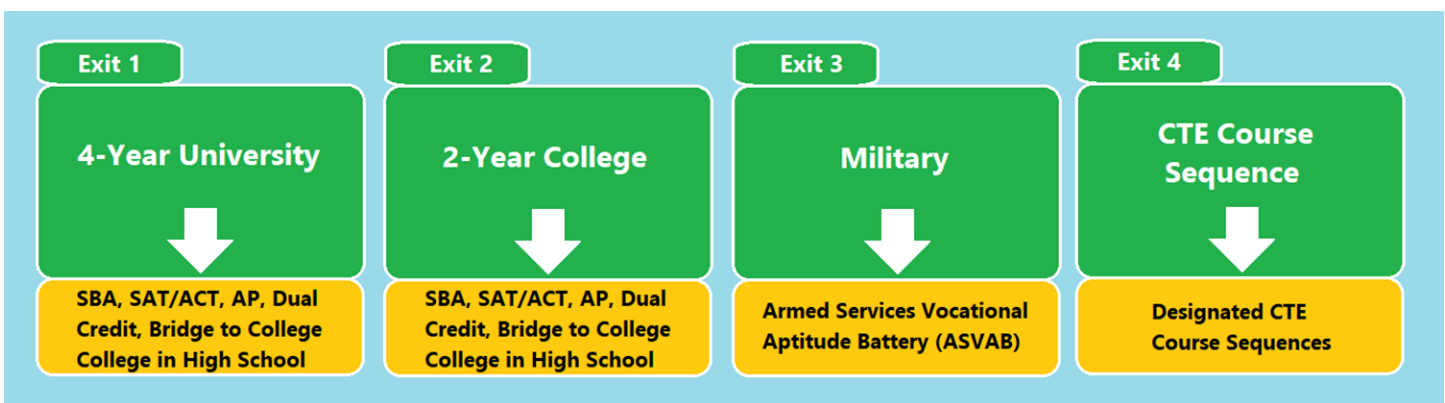 Exit 1
4-Year University
SBA, SAT/ACT, AP, Dual
Credit, Bridge to College
College in High School
Exit 2
2-Year College
SBA, SAT/ACT, AP, Dual
Credit, Bridge to College
College in High School
Exit 3
Military
Armed Services Vocational
Aptitude Battery (ASVAB)
Exit 4
CTE Course
Sequence
Designated CTE
Course Sequences